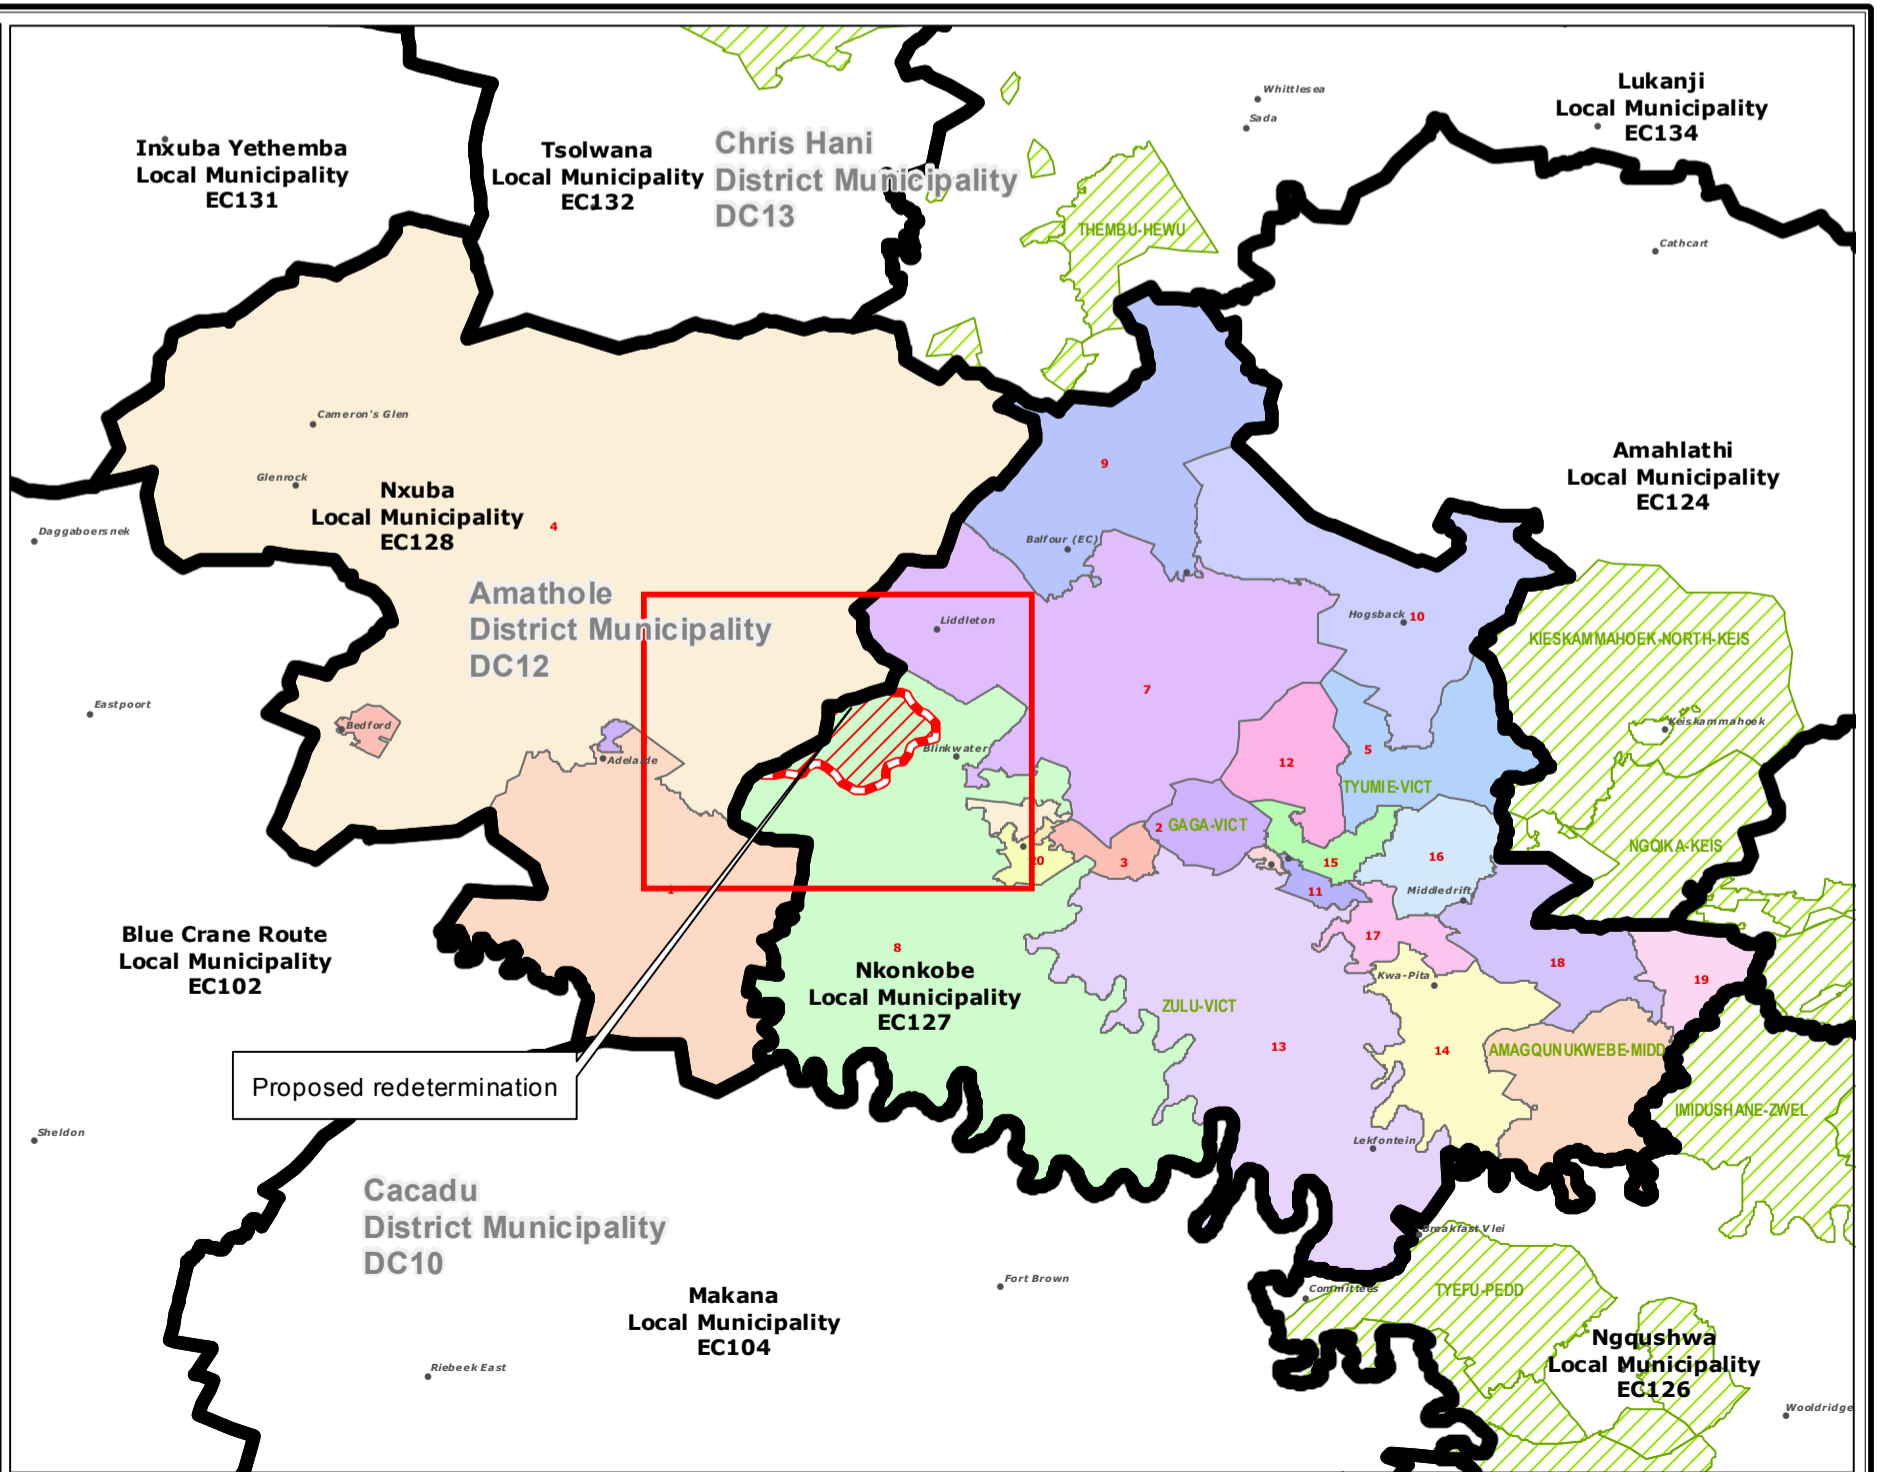 Whittlesea
Sada
Lukanji
Local Municipality
EC134
Inxuba Yethemba
Local Municipality
EC131
Tsolwana
Local Municipality
EC132
Chris Hani
District Municipality
DC13
THEMBU-HEWU
Cathcart
Cameron's Glen
Glenrock
Nxuba
Local Municipality
EC128
4
9
Amahlathi
Local Municipality
EC124
Daggaboersnek
Balfour (EC)
Amathole
District Municipality
DC12
Liddleton
Hogsback
10
KIESKAMMAHOEK-NORTH-KEIS
7
Eastpoort
Bedford
Adelaide
Blinkwater
5
12
TYUMIE-VICT
Keiskammahoek
2
GAGA-VICT
NGQIKA-KEIS
20
3
15
16
1
11
Middledrift
Blue Crane Route
Local Municipality
EC102
8
Nkonkobe
Local Municipality
EC127
17
Kwa-Pita
18
19
ZULU-VICT
13
14
AMAGQUNUKWEBE-MIDD
Proposed redetermination
IMIDUSHANE-ZWEL
Sheldon
Lekfontein
Cacadu
District Municipality
DC10
Breakfast Vlei
Fort Brown
Committees
TYEFU-PEDD
Makana
Local Municipality
EC104
Ngqushwa
Local Municipality
EC126
Riebeek East
Wooldridge